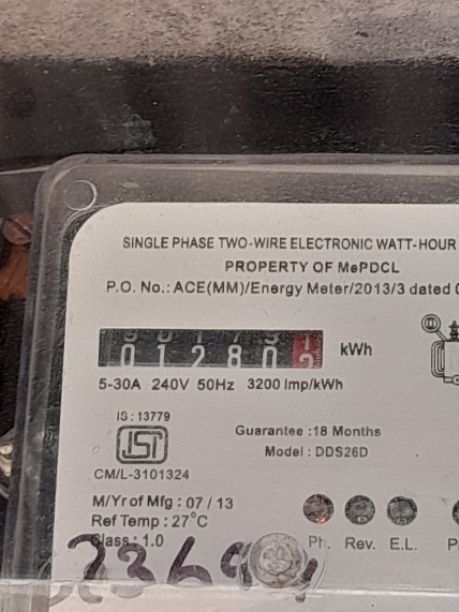 SINGLE PHASE TWO-WIRE ELECTRONIC WATT-HOUR
PROPERTY OF MePDCL
P.O. No.: ACE(MM)/Energy Meter/2013/3 dated
01280 kWh
5-30A 240V 50Hz 3200 Imp/kWh
IS : 13779
ISI
CM/L-3101324
Guarantee :18 Months
Model : DDS26D
M/Yr of Mfg : 07 / 13
Ref Temp : 27°C
Class : 1.0
Ph. Rev. E.L.